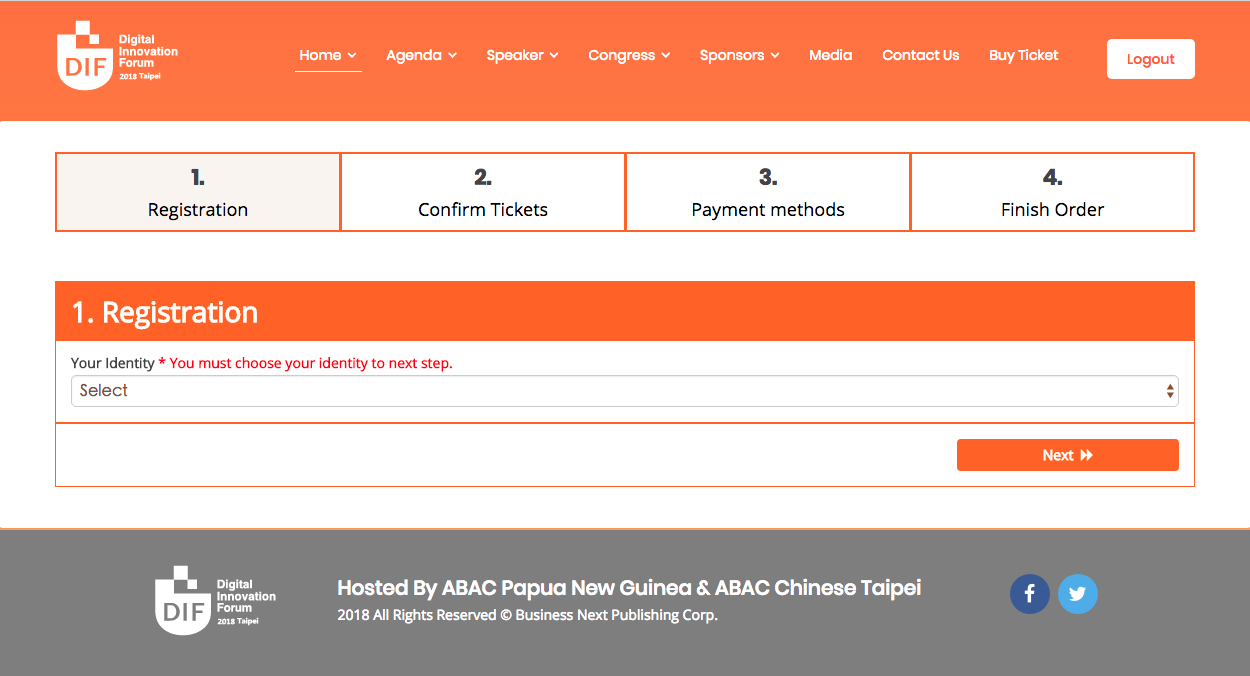 DIF
Digital
Innovation
Forum
2018 Taipei
Home
Agenda
Speaker
Congress
Sponsors
Media
Contact Us
Buy Ticket
Logout
1.
Registration
2.
Confirm Tickets
3.
Payment methods
4.
Finish Order
1. Registration
Your Identity * You must choose your identity to next step.
Select
Next
DIF
Digital
Innovation
Forum
2018 Taipei
Hosted By ABAC Papua New Guinea & ABAC Chinese Taipei
2018 All Rights Reserved © Business Next Publishing Corp.